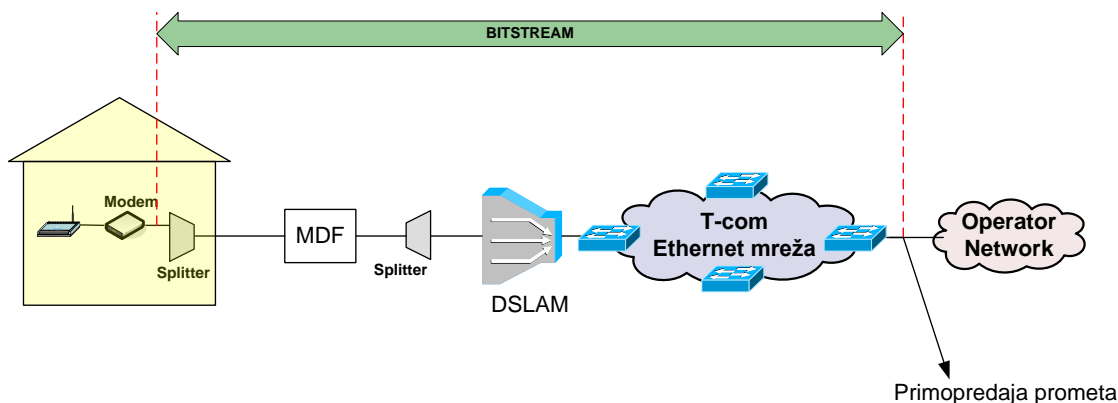 BITSTREAM
Modem
Splitter
MDF
Splitter
DSLAM
T-com
Ethernet mreža
Operator
Network
Primopredaja prometa